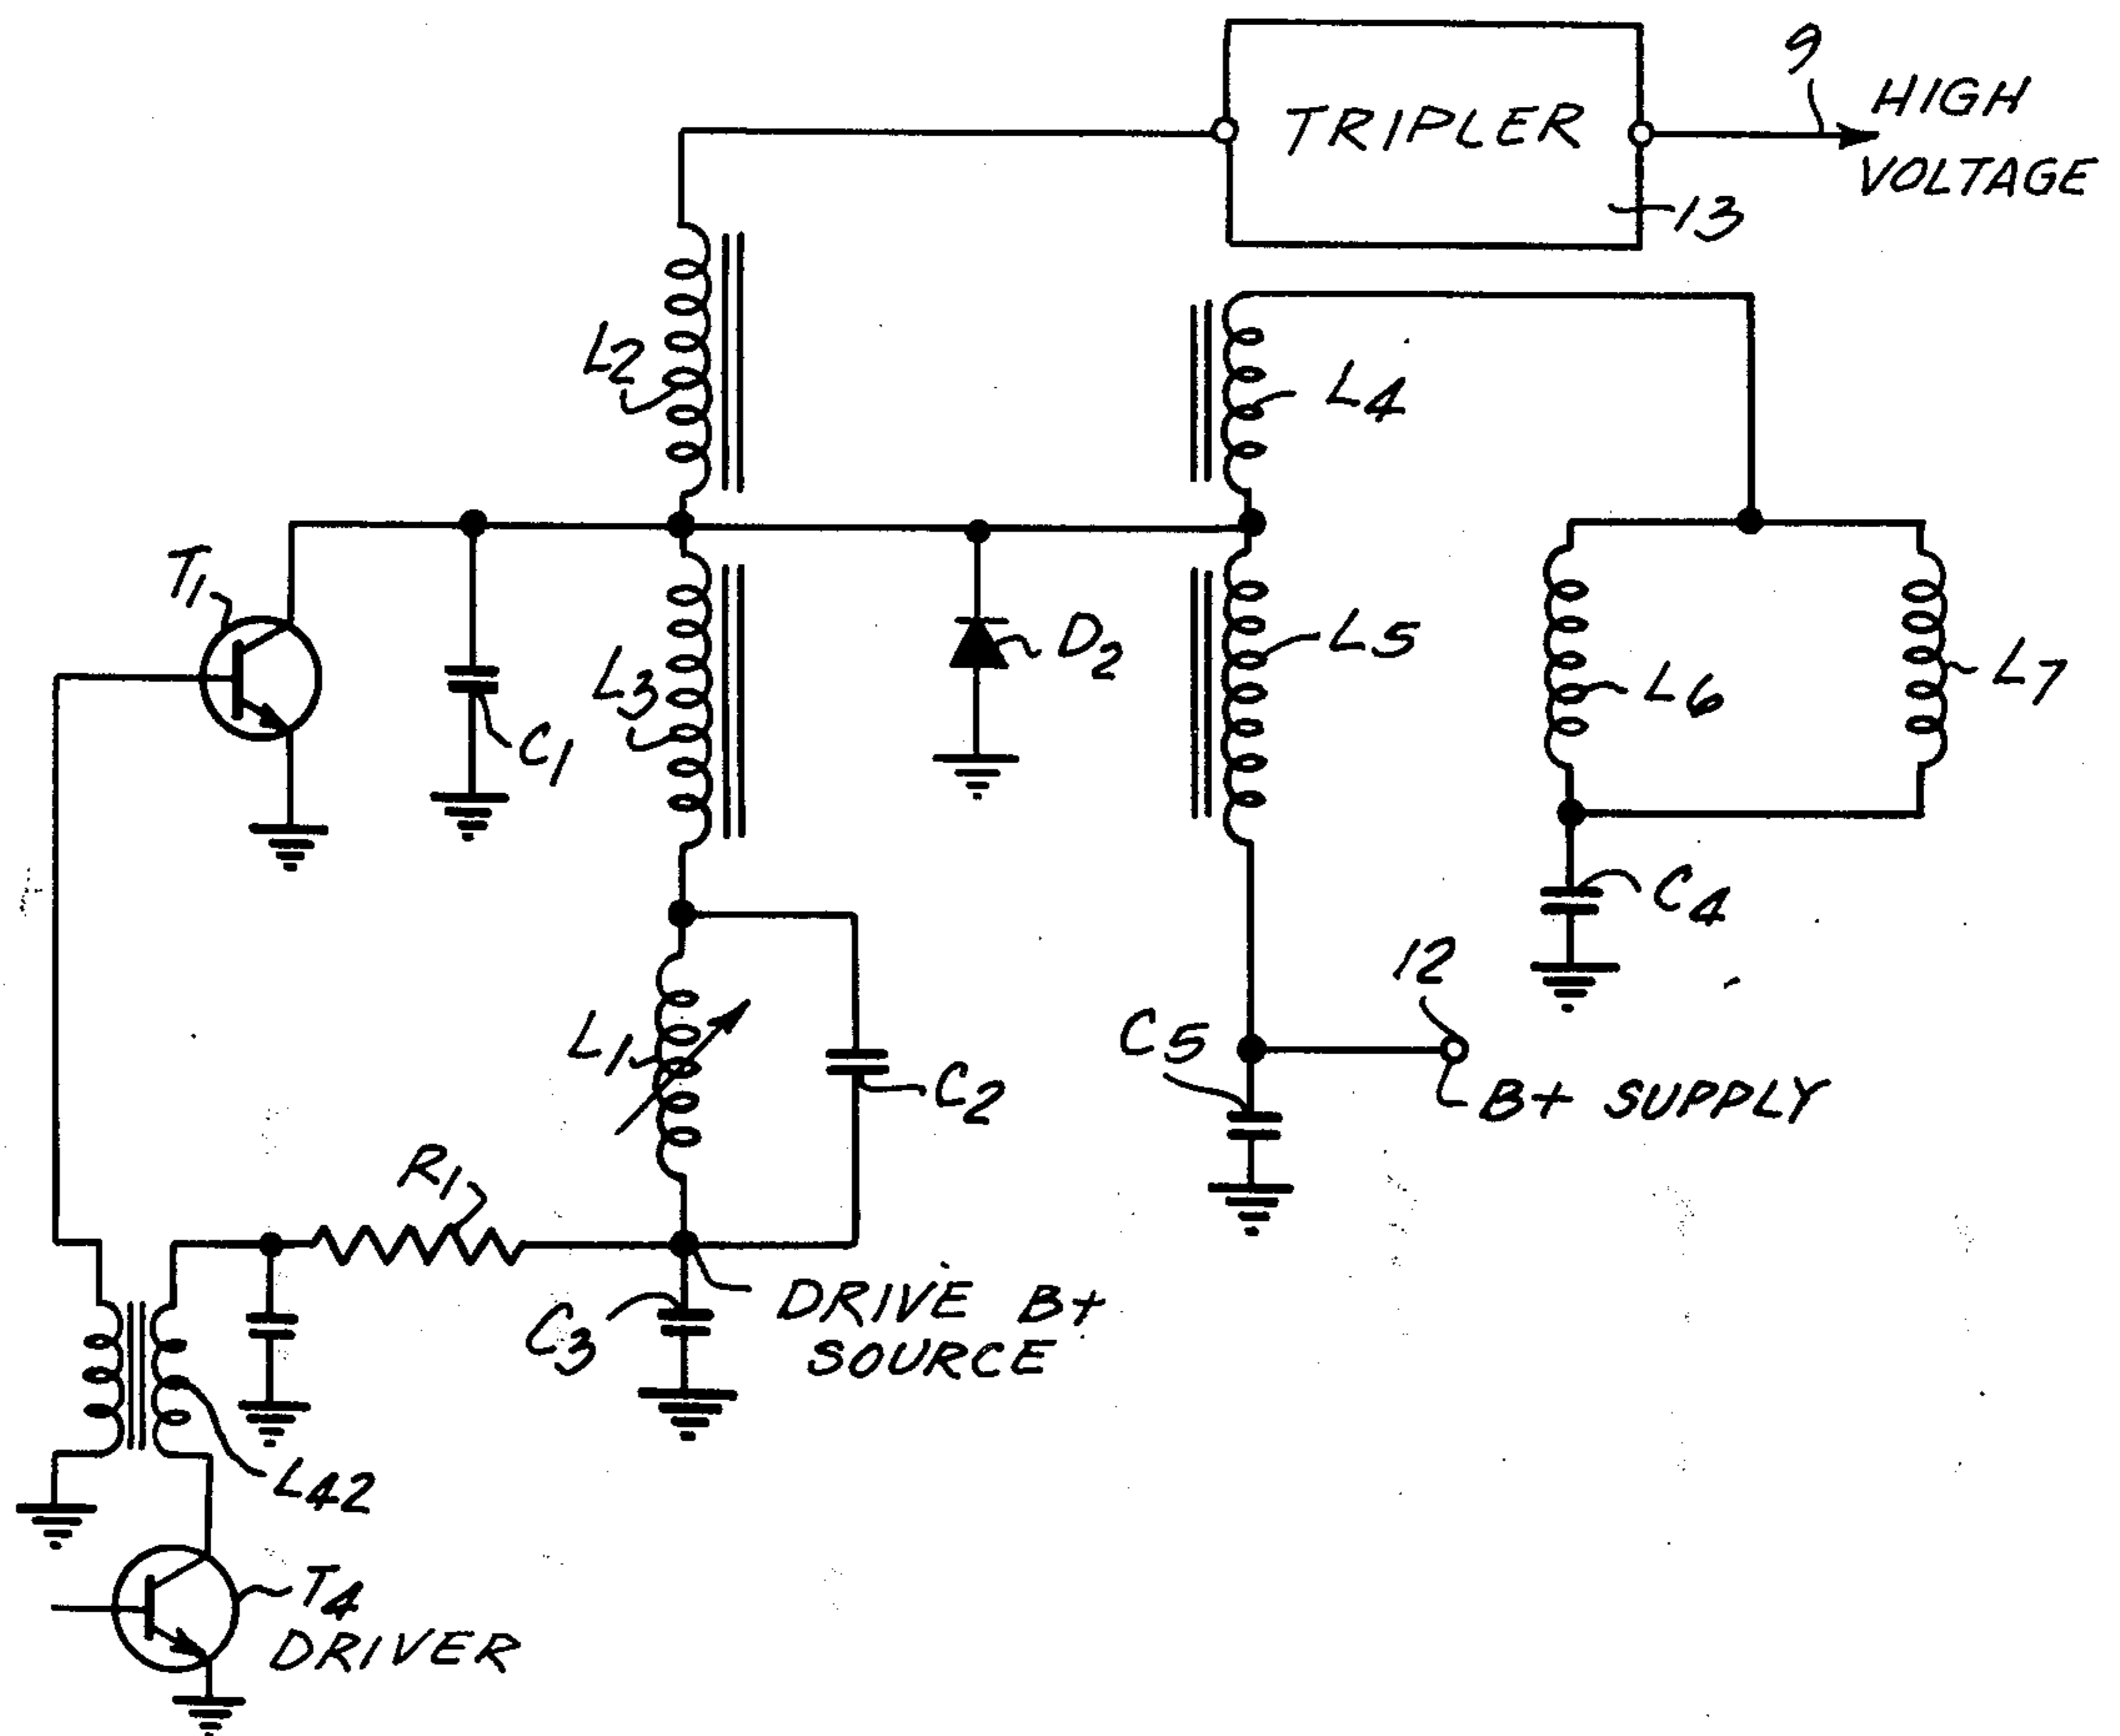 9
HIGH
VOLTAGE
TRIPLER
13
L2
L4
T1
L3
D2
L5
L6
L7
C1
C4
12
L1
C2
C5
B+ SUPPLY
R1
DRIVE B+
SOURCE
C3
L42
T4
DRIVER